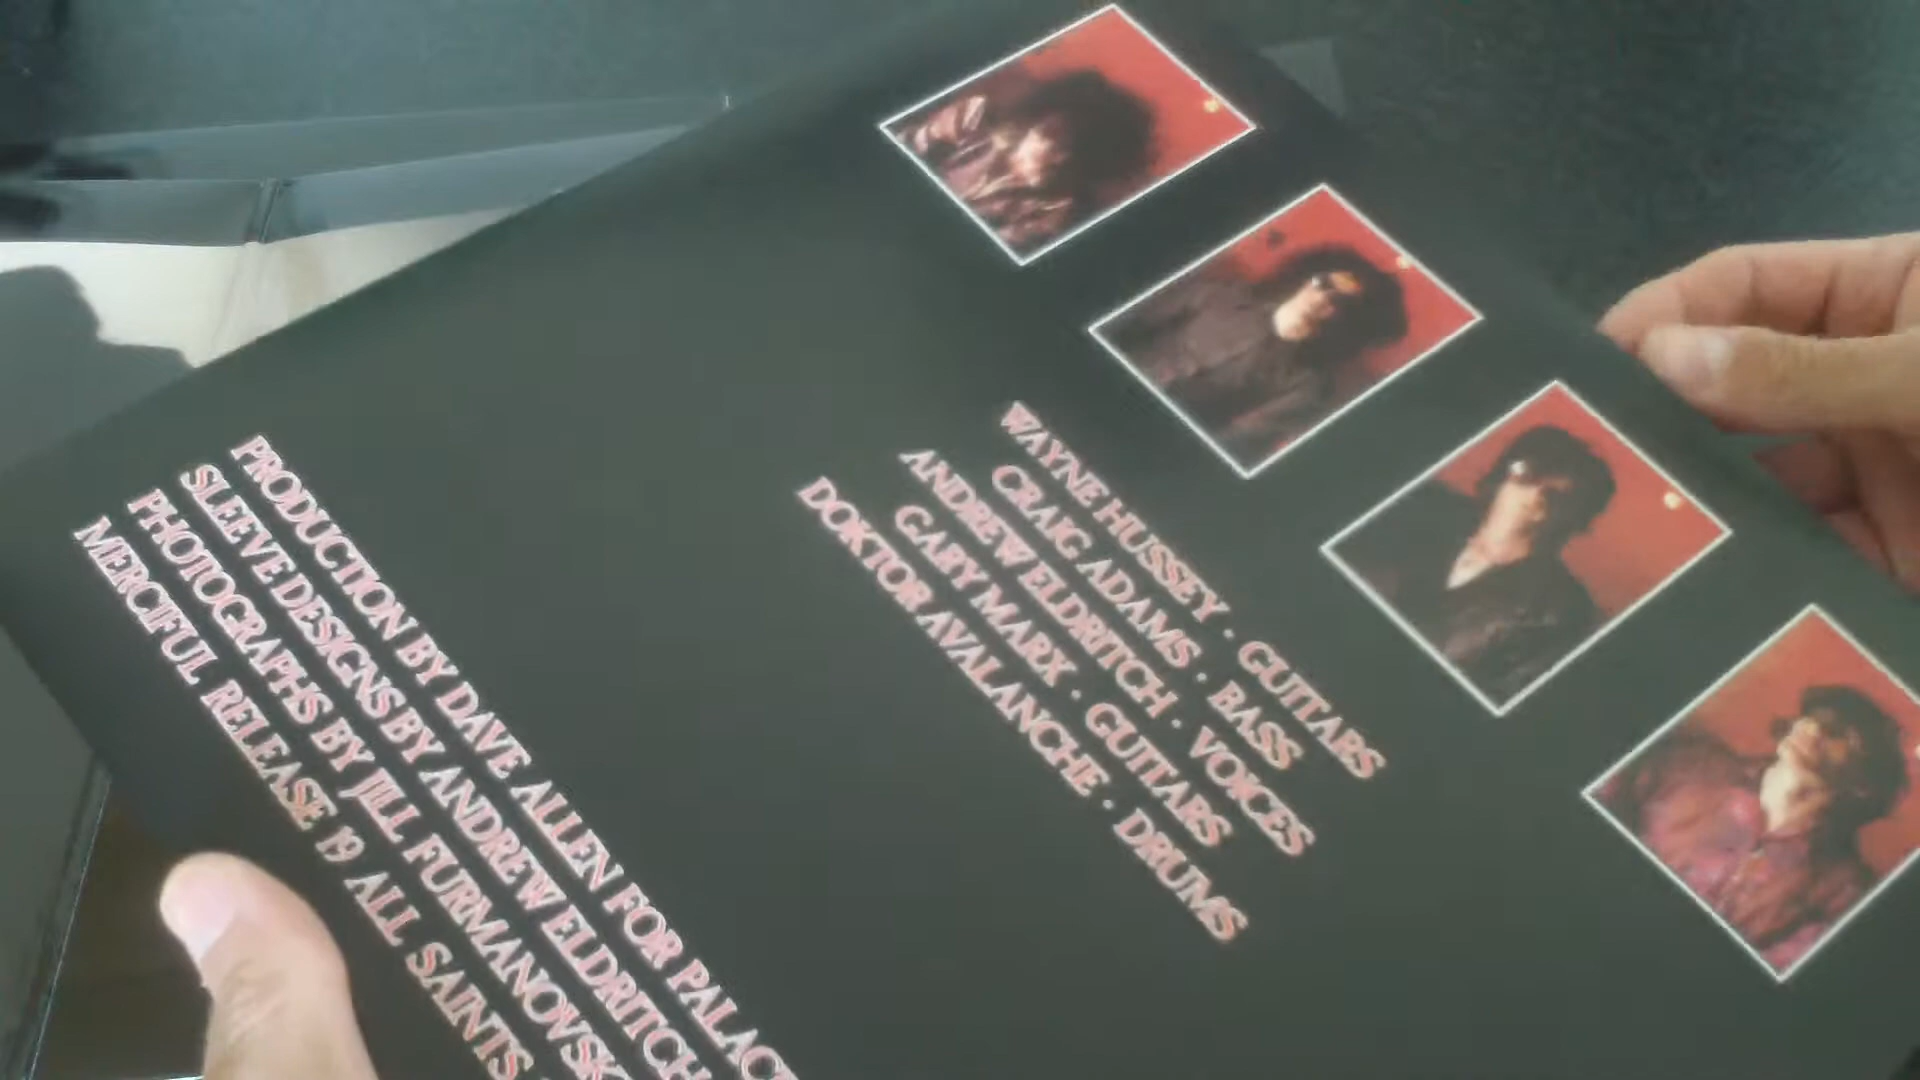 WAYNE HUSSEY · GUITARS
CRAIG ADAMS · BASS
ANDREW ELDRITCH · VOICES
GARY MARX · GUITARS
DOKTOR AVALANCHE · DRUMS
PRODUCTION BY DAVE ALLEN FOR PALACE
SLEEVE DESIGNS BY ANDREW ELDRITCH
PHOTOGRAPHS BY JILL FURMANOVSK
MERCIFUL RELEASE 19 ALL SAINTS